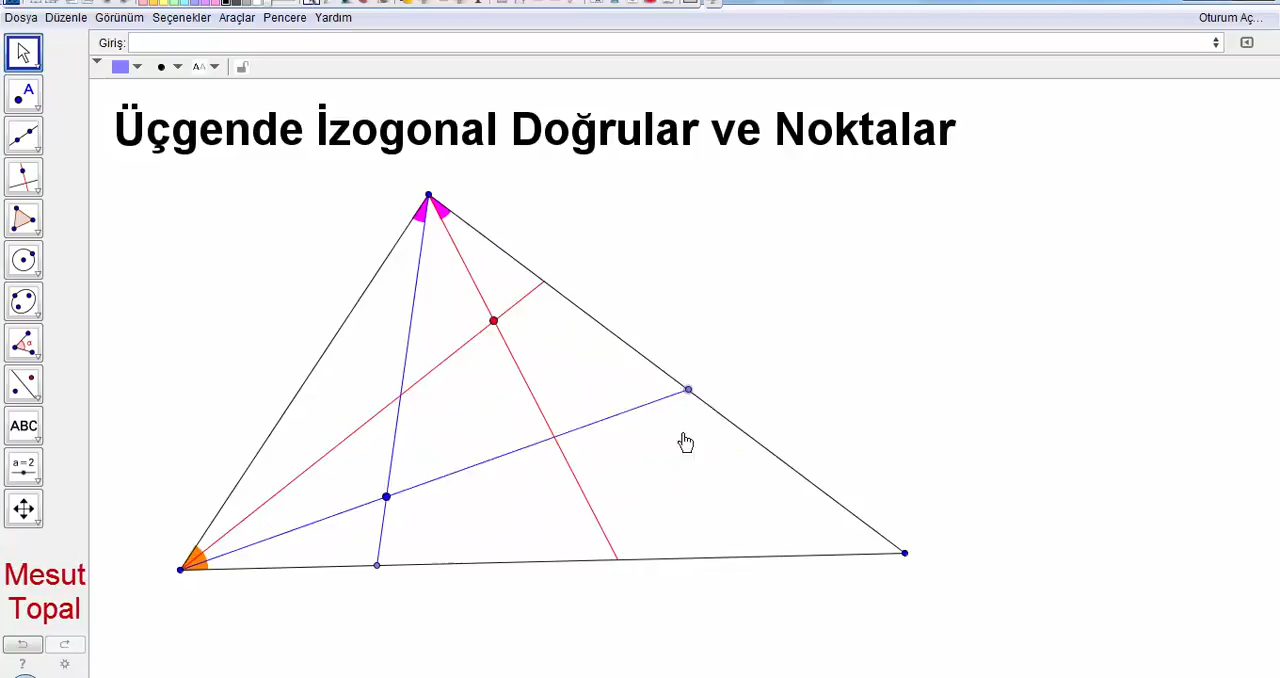 Dosya Düzenle Görünüm Seçenekler Araçlar Pencere Yardım
Oturum Aç...
Giriş:
AA
A
Üçgende İzogonal Doğrular ve Noktalar
α
ABC
a=2
Mesut
Topal
?